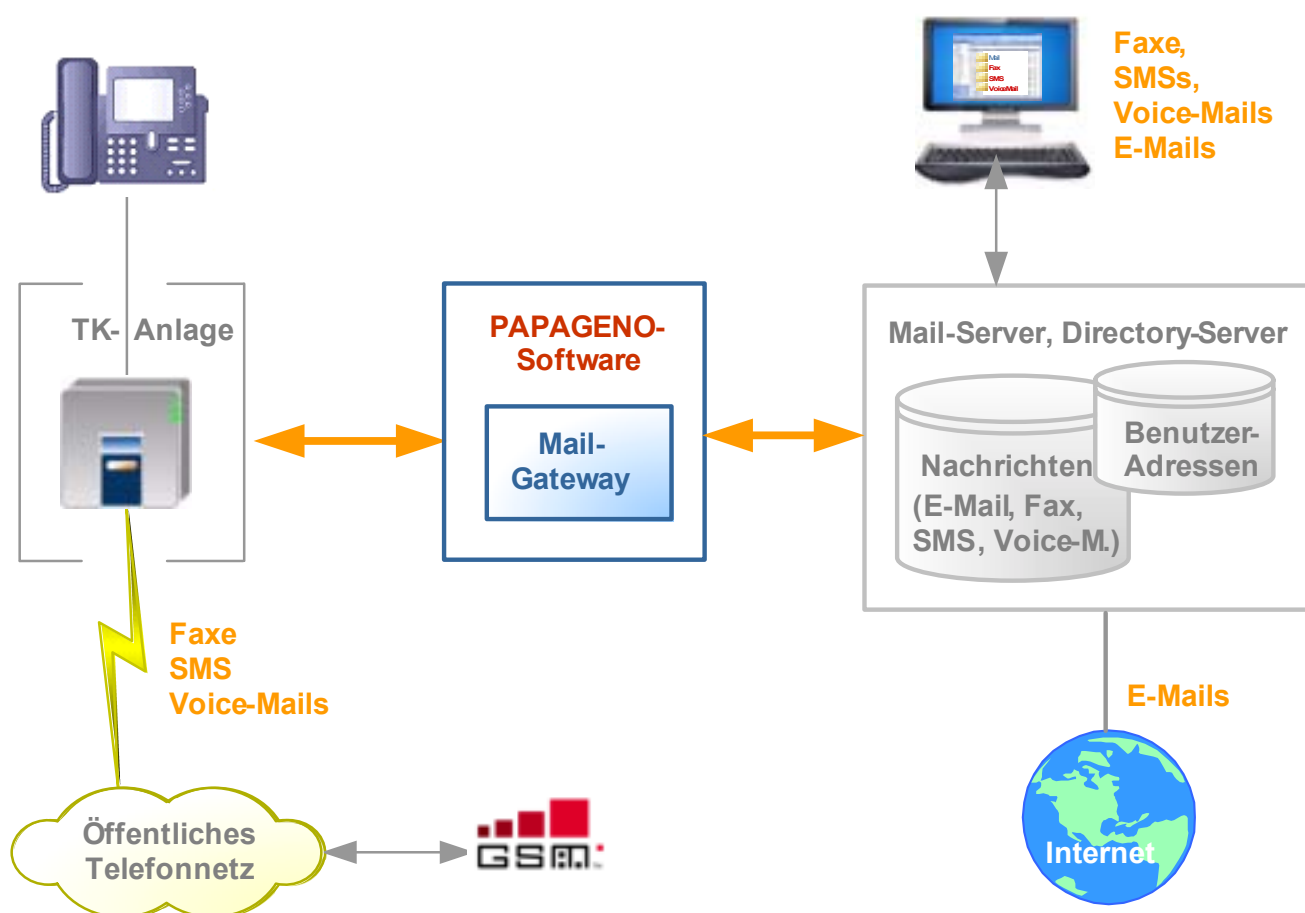 Mail
Fax
SMS
VoiceMail
Faxe,
SMSs,
Voice-Mails
E-Mails
TK- Anlage
PAPAGENO-
Software
Mail-
Gateway
Mail-Server, Directory-Server
Benutzer-
Adressen
Nachrichten
(E-Mail, Fax,
SMS, Voice-M.)
Faxe
SMS
Voice-Mails
E-Mails
Öffentliches
Telefonnetz
GSM
Internet